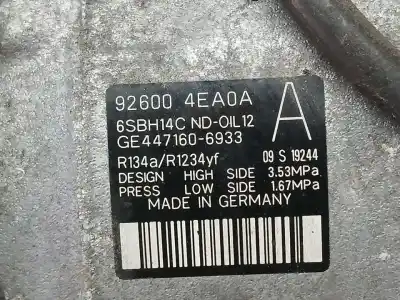 92600 4EA0A
A
6SBH14C ND-OIL12
GE447160-6933
R134a/R1234yf 09 S 19244
DESIGN HIGH SIDE 3.53MPa
PRESS LOW SIDE 1.67MPa
MADE IN GERMANY